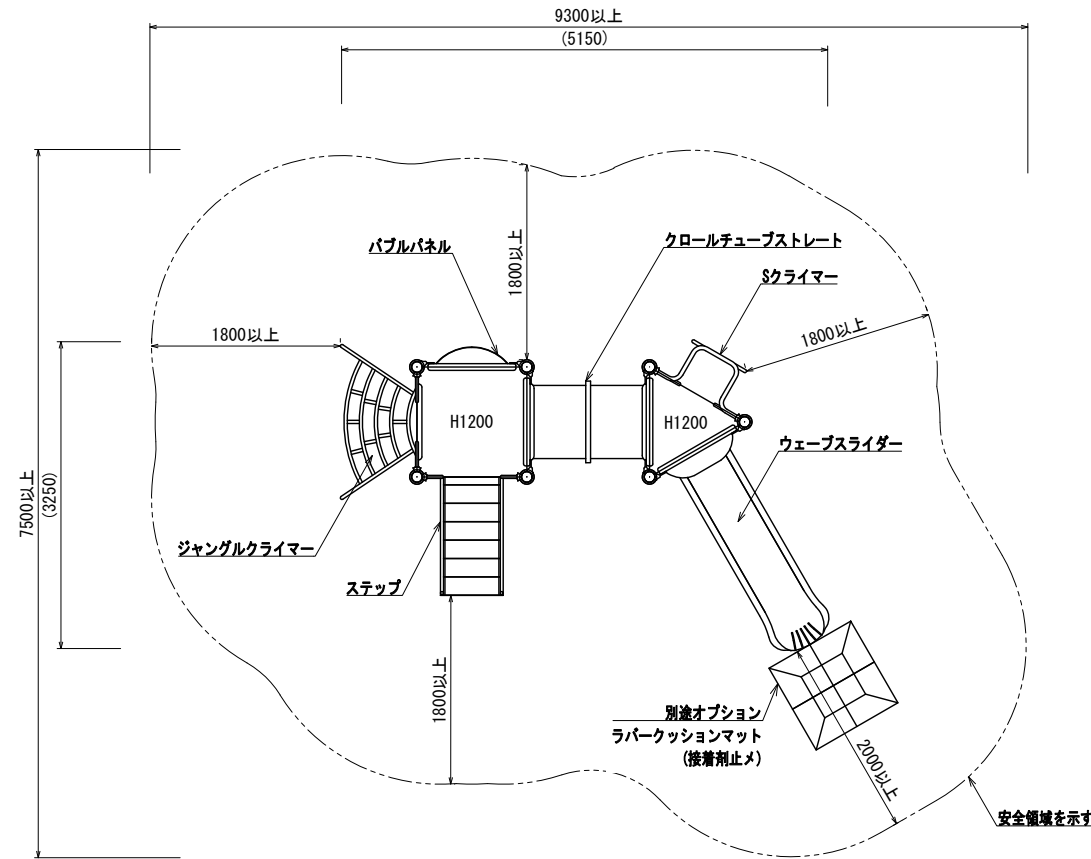 9300以上
(5150)
バブルパネル
クロールチューブストレート
Sクライマー
1800以上
1800以上
1800以上
H1200
H1200
ウェーブスライダー
7500以上
(3250)
ジャングルクライマー
ステップ
1800以上
別途オプション
ラバークッションマット
(接着剤止メ)
2000以上
安全領域を示す